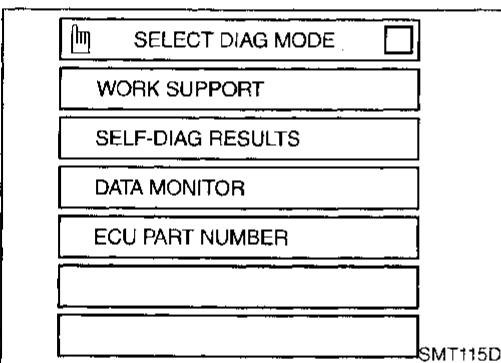 SELECT DIAG MODE
WORK SUPPORT
SELF-DIAG RESULTS
DATA MONITOR
ECU PART NUMBER
SMT115D